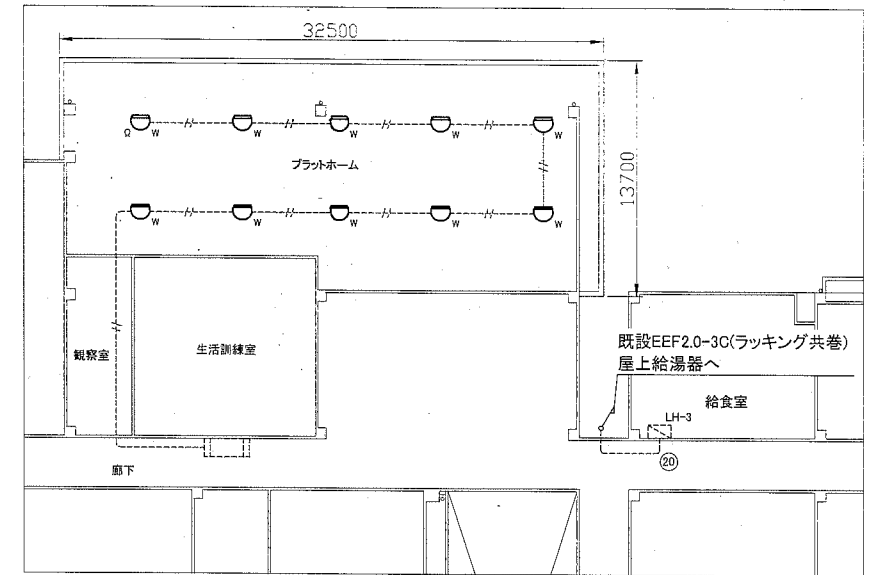 32500
13700
Ω W W W W W
プラットホーム
W W W W W
観察室
生活訓練室
既設EEF2.0-3C(ラッキング共巻)
屋上給湯器へ
給食室
LH-3
⑳
廊下